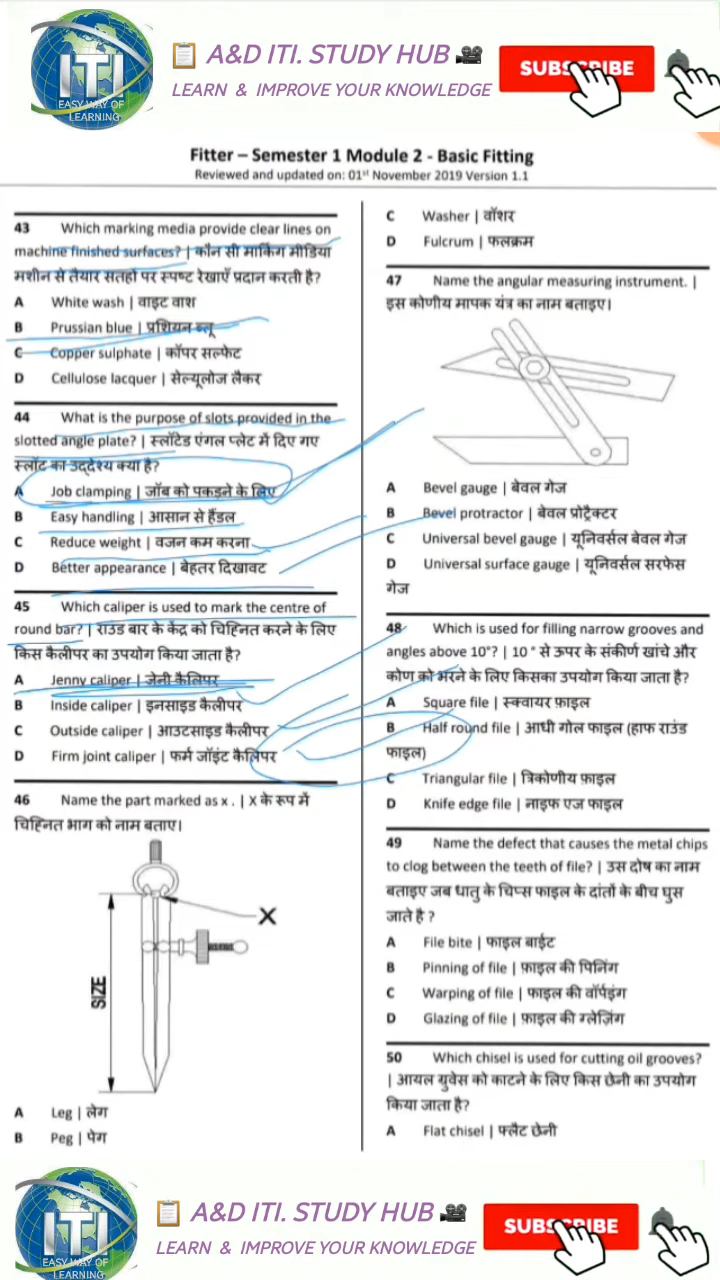 ITI
EASY WAY OF
LEARNING
A&D ITI. STUDY HUB
LEARN & IMPROVE YOUR KNOWLEDGE
SUBSCRIBE
Fitter – Semester 1 Module 2 - Basic Fitting
Reviewed and updated on: 01st November 2019 Version 1.1
43 Which marking media provide clear lines on
machine finished surfaces? | कौन सी मार्किंग मीडिया
मशीन से तैयार सतहों पर स्पष्ट रेखाएँ प्रदान करती है?
A White wash | वाइट वाश
B Prussian blue | प्रशियन ब्लू
C Copper sulphate | कॉपर सल्फेट
D Cellulose lacquer | सेल्यूलोज लैकर
44 What is the purpose of slots provided in the
slotted angle plate? | स्लॉटेड एंगल प्लेट में दिए गए
स्लॉट का उद्देश्य क्या है?
A Job clamping | जॉब को पकड़ने के लिए
B Easy handling | आसान से हैंडल
C Reduce weight | वजन कम करना
D Better appearance | बेहतर दिखावट
45 Which caliper is used to mark the centre of
round bar? | राउंड बार के केंद्र को चिह्नित करने के लिए
किस कैलीपर का उपयोग किया जाता है?
A Jenny caliper | जेनी कैलिपर
B Inside caliper | इनसाइड कैलीपर
C Outside caliper | आउटसाइड कैलीपर
D Firm joint caliper | फर्म जॉइंट कैलिपर
46 Name the part marked as x . | X के रूप में
चिह्नित भाग को नाम बताए।
X
SIZE
A Leg | लेग
B Peg | पेग
C Washer | वॉशर
D Fulcrum | फलक्रम
47 Name the angular measuring instrument. |
इस कोणीय मापक यंत्र का नाम बताइए।
A Bevel gauge | बेवल गेज
B Bevel protractor | बेवल प्रोट्रैक्टर
C Universal bevel gauge | यूनिवर्सल बेवल गेज
D Universal surface gauge | यूनिवर्सल सरफेस
गेज
48 Which is used for filling narrow grooves and
angles above 10°? | 10 ° से ऊपर के संकीर्ण खांचे और
कोण को भरने के लिए किसका उपयोग किया जाता है?
A Square file | स्क्वायर फ़ाइल
B Half round file | आधी गोल फाइल (हाफ राउंड
फाइल)
C Triangular file | त्रिकोणीय फ़ाइल
D Knife edge file | नाइफ एज फाइल
49 Name the defect that causes the metal chips
to clog between the teeth of file? | उस दोष का नाम
बताइए जब धातु के चिप्स फाइल के दांतों के बीच घुस
जाते है ?
A File bite | फाइल बाईट
B Pinning of file | फ़ाइल की पिनिंग
C Warping of file | फाइल की वॉर्पइंग
D Glazing of file | फ़ाइल की ग्लेज़िंग
50 Which chisel is used for cutting oil grooves?
| आयल ग्रुवेस को काटने के लिए किस छेनी का उपयोग
किया जाता है?
A Flat chisel | फ्लैट छेनी
ITI
EASY WAY OF
LEARNING
A&D ITI. STUDY HUB
LEARN & IMPROVE YOUR KNOWLEDGE
SUBSCRIBE